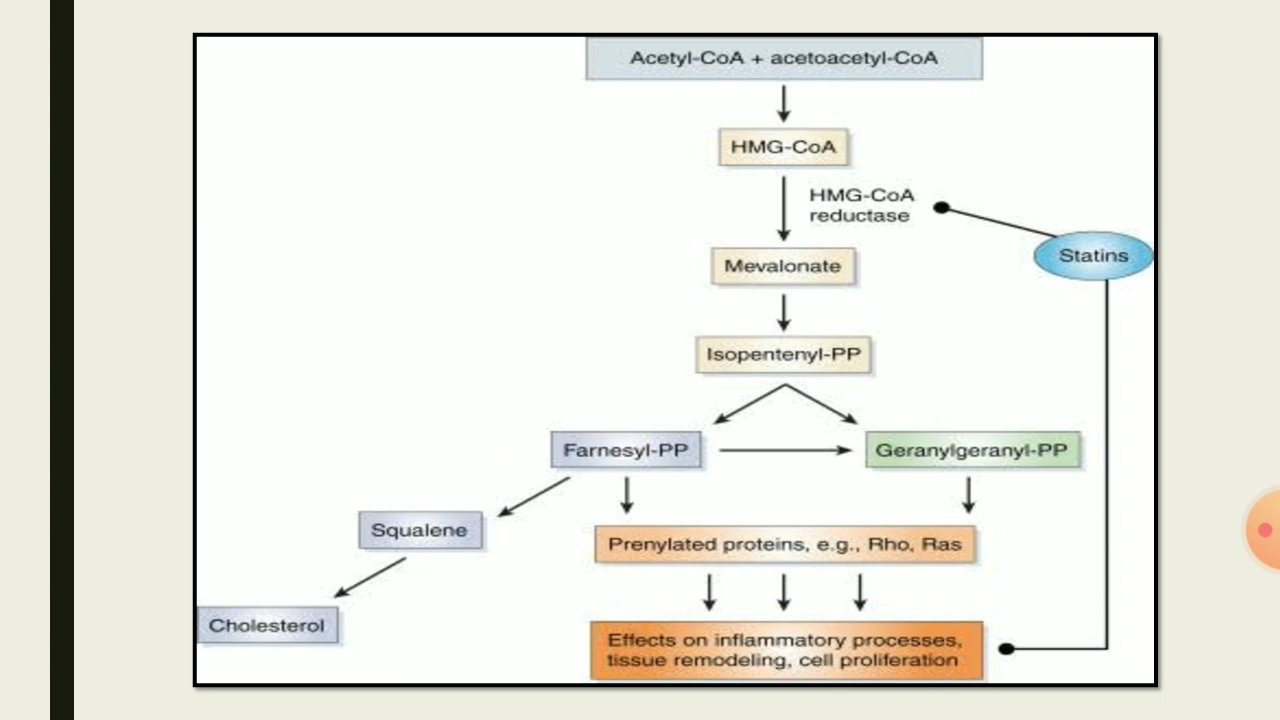 Acetyl-CoA + acetoacetyl-CoA
HMG-CoA
HMG-CoA
reductase
Statins
Mevalonate
Isopentenyl-PP
Farnesyl-PP
Geranylgeranyl-PP
Squalene
Prenylated proteins, e.g., Rho, Ras
Cholesterol
Effects on inflammatory processes,
tissue remodeling, cell proliferation